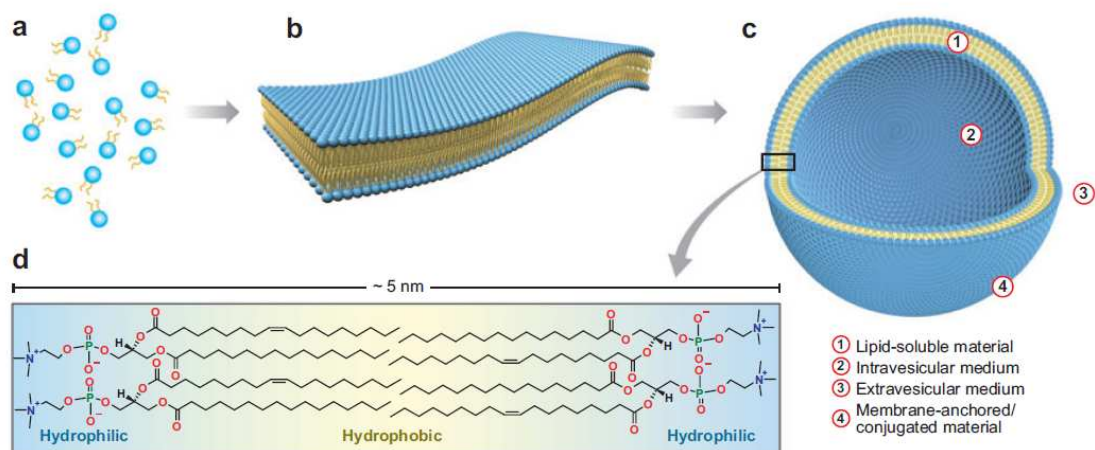 a
b
c
1
2
3
4
d
~ 5 nm
O
O
O
O
P
O
O
H
O
O
N+
O−
O
O
P
O
O
H
O
O
N+
O−
O
O
O
H
O−
O
P
O
N+
O
O
O
O
O−
O
O
H
O
P
O
N+
O
O
O−
Hydrophilic
Hydrophobic
Hydrophilic
1 Lipid-soluble material
2 Intravesicular medium
3 Extravesicular medium
4 Membrane-anchored/
conjugated material